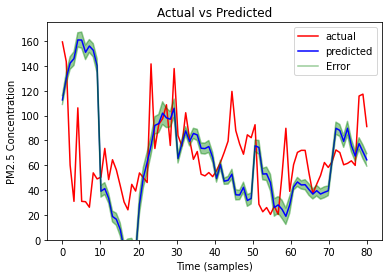 Actual vs Predicted
actual
predicted
Error
PM2.5 Concentration
160
140
120
100
80
60
40
20
0
0 10 20 30 40 50 60 70 80
Time (samples)